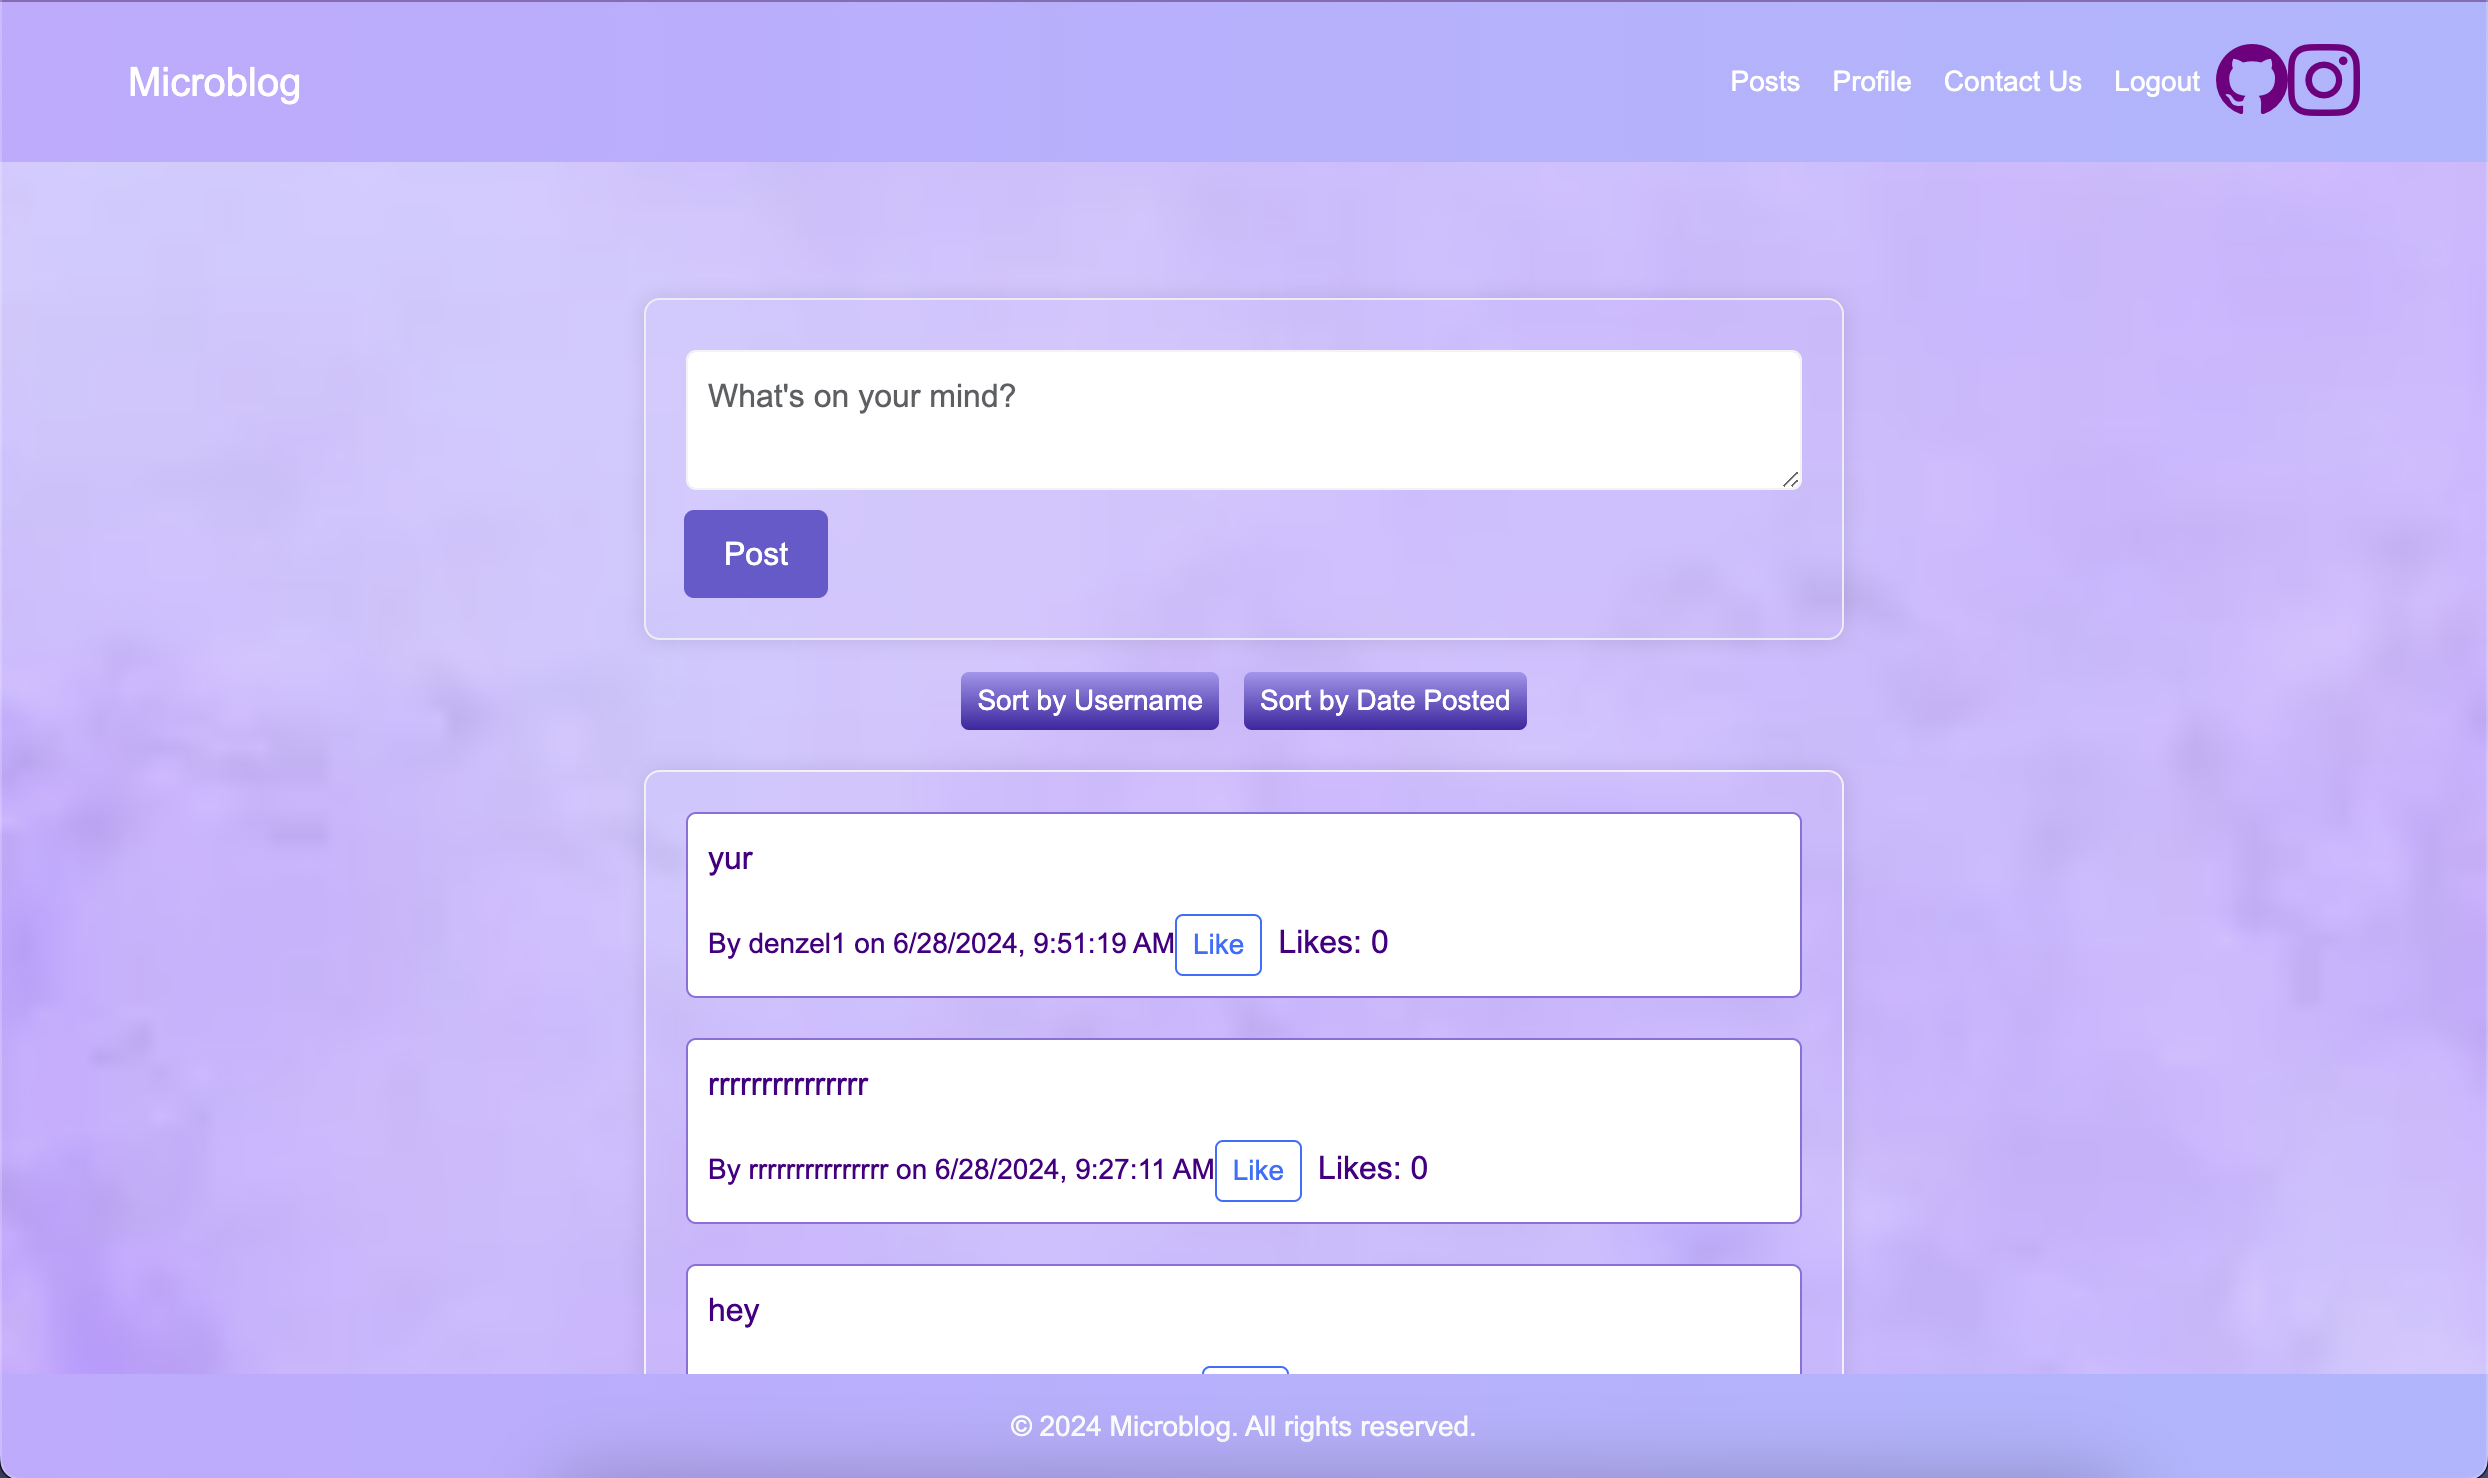 Microblog
Posts Profile Contact Us Logout
What's on your mind?
Post
Sort by Username Sort by Date Posted
yur
By denzel1 on 6/28/2024, 9:51:19 AM Like Likes: 0
rrrrrrrrrrrrrrr
By rrrrrrrrrrrrrrr on 6/28/2024, 9:27:11 AM Like Likes: 0
hey
© 2024 Microblog. All rights reserved.